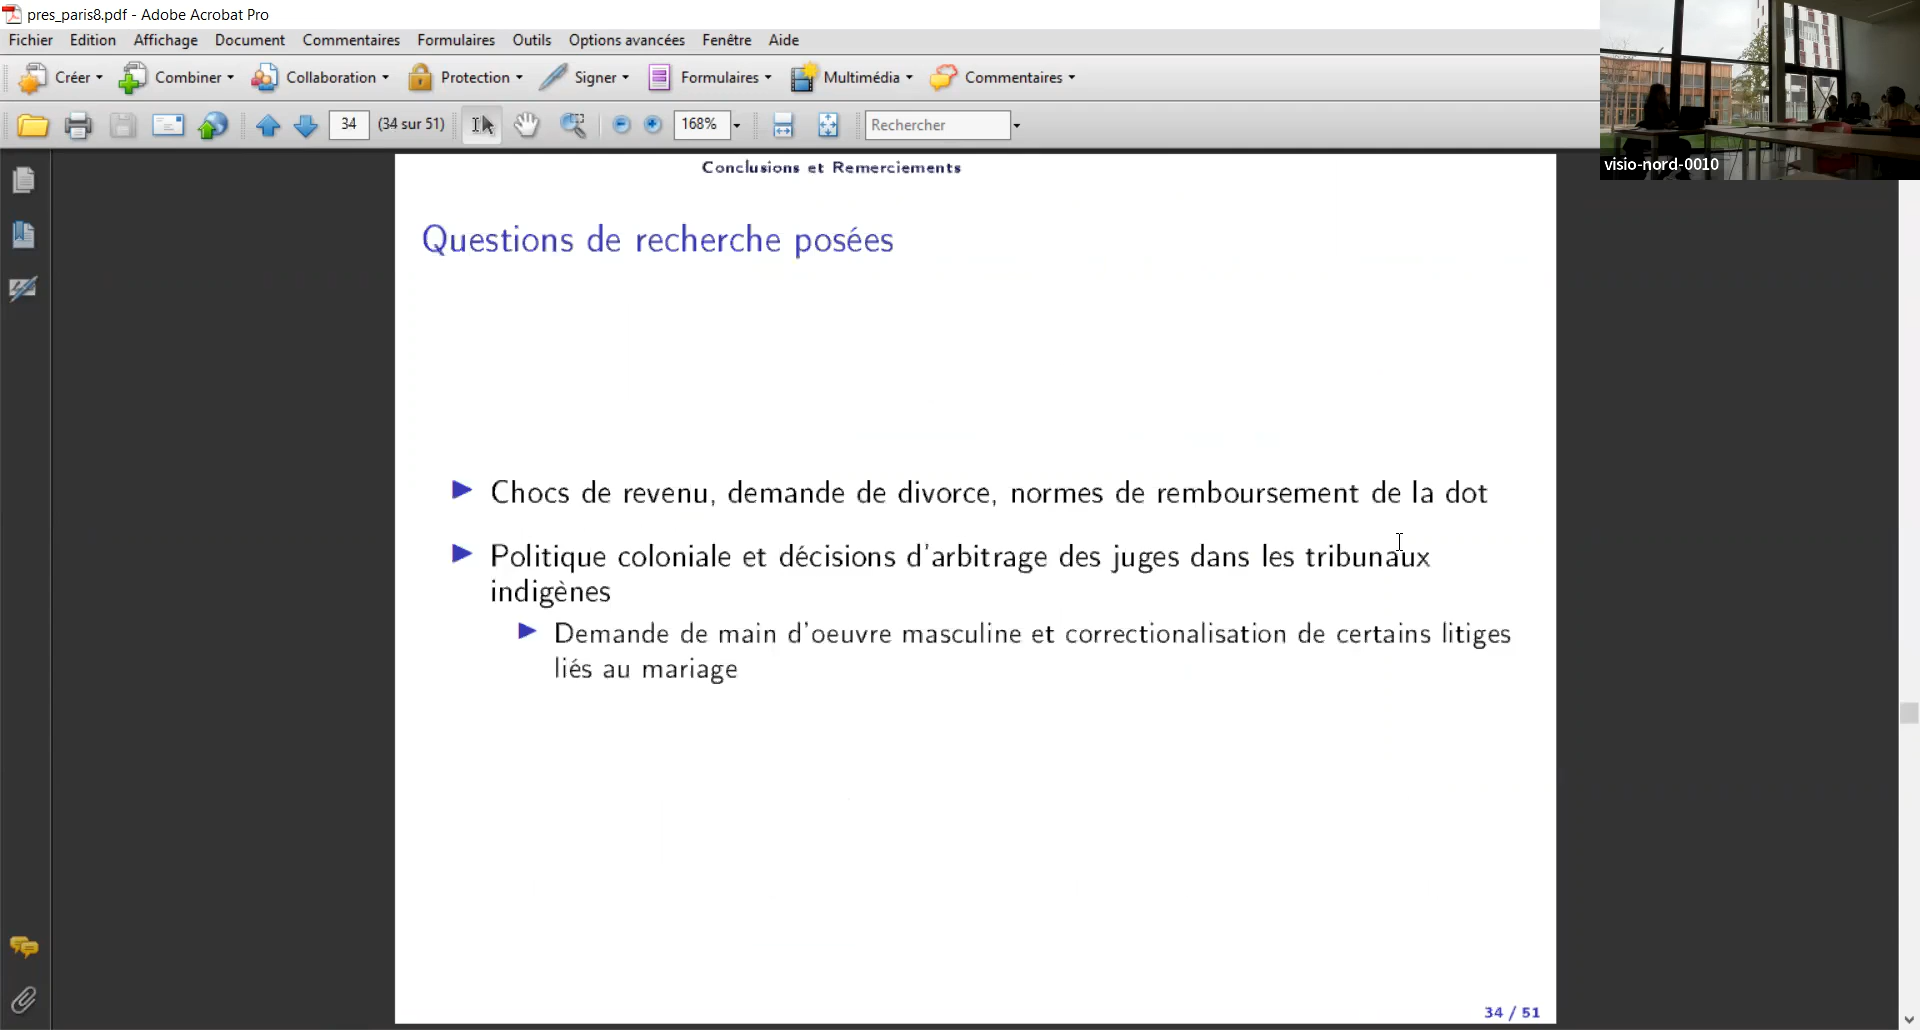 pres_paris8.pdf - Adobe Acrobat Pro
Fichier Edition Affichage Document Commentaires Formulaires Outils Options avancées Fenêtre Aide
Créer Combiner Collaboration Protection Signer Formulaires Multimédia Commentaires
34 (34 sur 51) 168% Rechercher
visio-nord-0010
Conclusions et Remerciements
Questions de recherche posées
Chocs de revenu, demande de divorce, normes de remboursement de la dot
Politique coloniale et décisions d'arbitrage des juges dans les tribunaux
indigènes
Demande de main d'oeuvre masculine et correctionalisation de certains litiges
liés au mariage
34 / 51